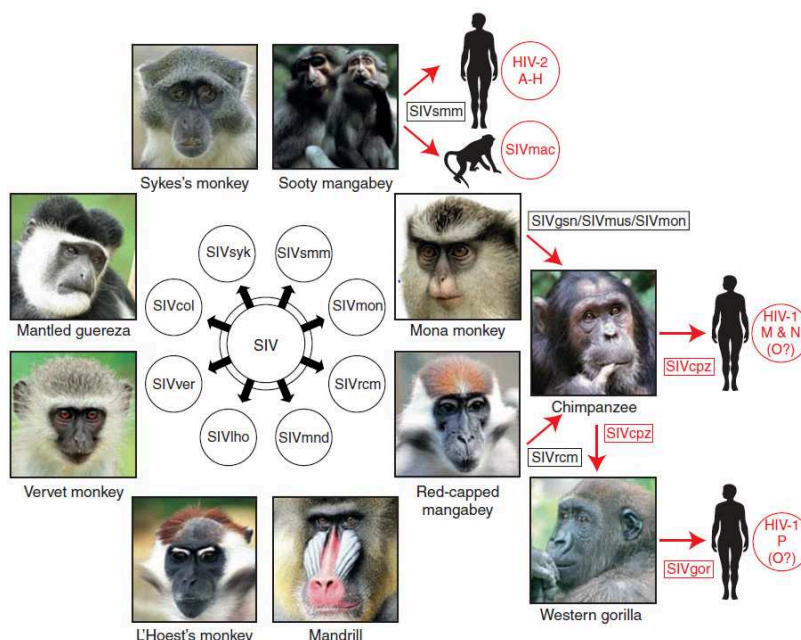 HIV-2
A-H
SIVsmm
SIVmac
Sykes's monkey
Sooty mangabey
SIVgsn/SIVmus/SIVmon
SIVsyk
SIVsmm
SIVcol
SIVmon
SIV
SIVver
SIVrcm
SIVlho
SIVmnd
Mantled guereza
Mona monkey
HIV-1
M & N
(O?)
SIVcpz
Chimpanzee
SIVcpz
SIVrcm
Vervet monkey
Red-capped
mangabey
HIV-1
P
(O?)
SIVgor
L'Hoest's monkey
Mandrill
Western gorilla